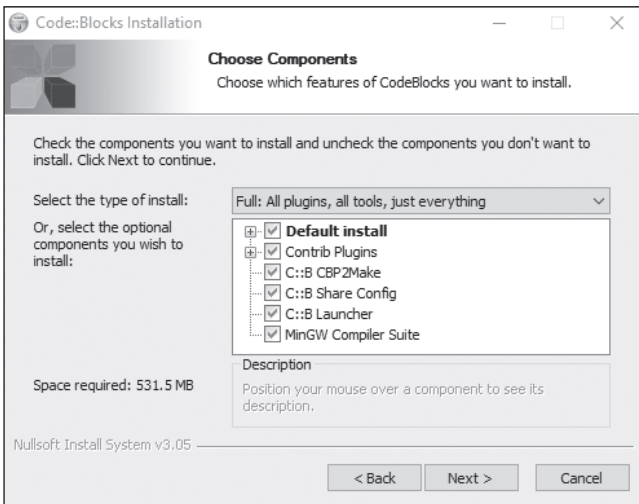 Code::Blocks Installation
Choose Components
Choose which features of CodeBlocks you want to install.
Check the components you want to install and uncheck the components you don't want to
install. Click Next to continue.
Select the type of install:
Full: All plugins, all tools, just everything
Or, select the optional
components you wish to
install:
Default install
Contrib Plugins
C::B CBP2Make
C::B Share Config
C::B Launcher
MinGW Compiler Suite
Space required: 531.5 MB
Description
Position your mouse over a component to see its
description.
Nullsoft Install System v3.05
< Back
Next >
Cancel